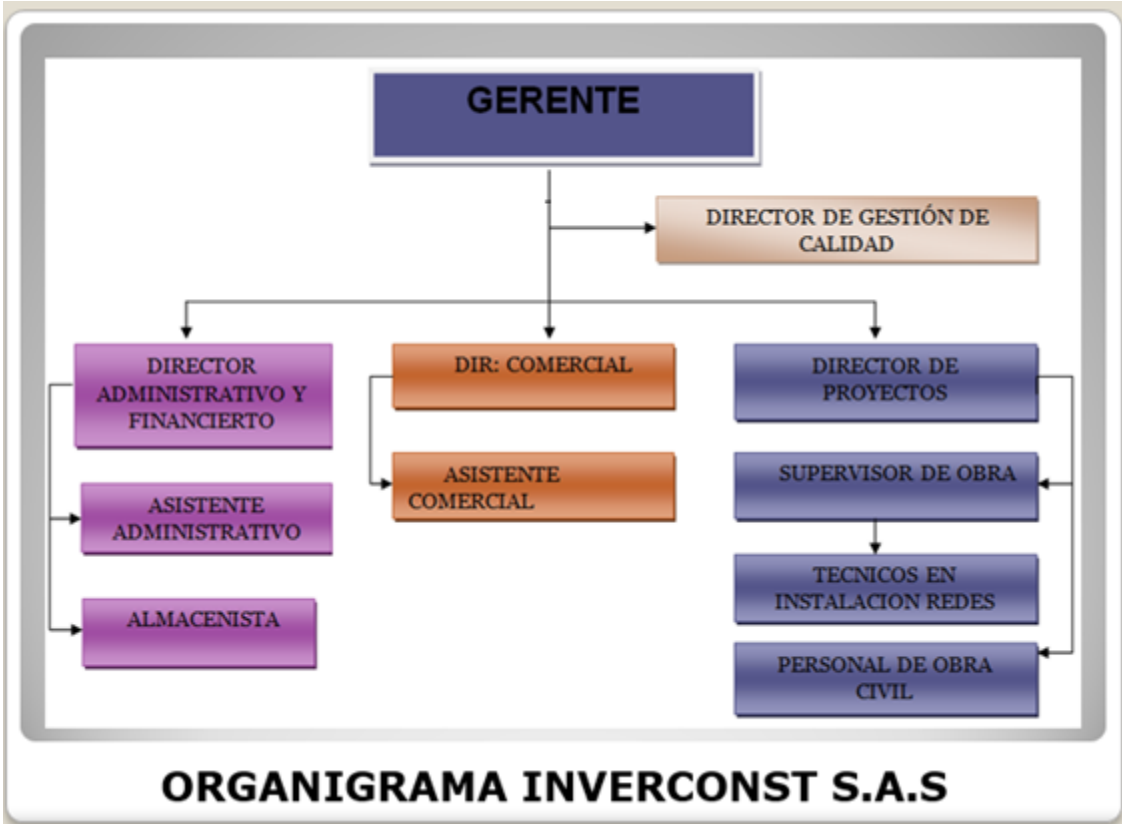 GERENTE
DIRECTOR DE GESTIÓN DE
CALIDAD
DIRECTOR
ADMINISTRATIVO Y
FINANCIERTO
DIR: COMERCIAL
DIRECTOR DE
PROYECTOS
ASISTENTE
ADMINISTRATIVO
ASISTENTE
COMERCIAL
SUPERVISOR DE OBRA
ALMACENISTA
TECNICOS EN
INSTALACION REDES
PERSONAL DE OBRA
CIVIL
ORGANIGRAMA INVERCONST S.A.S